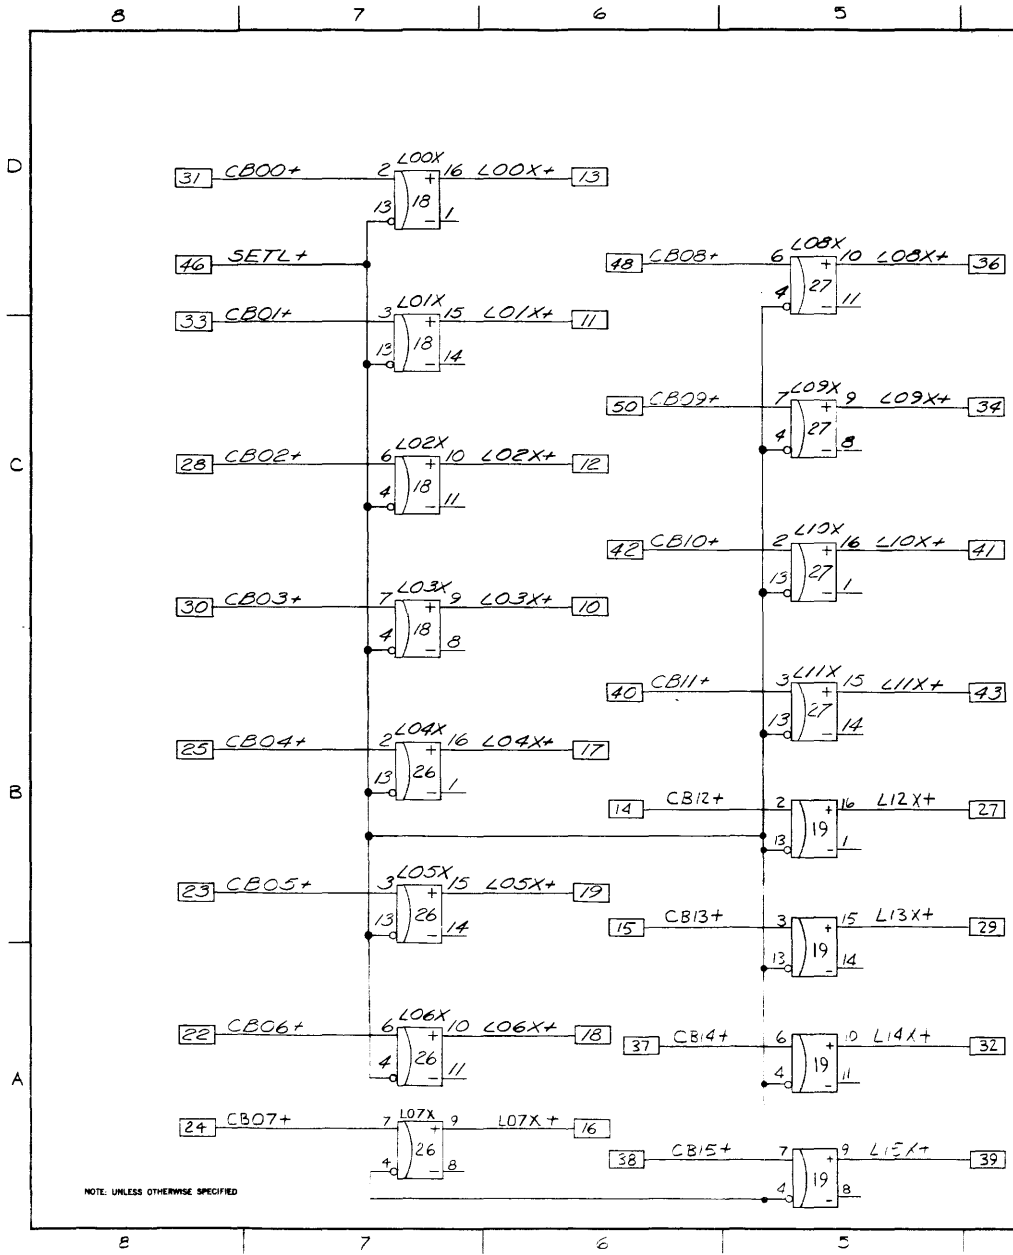 8 7 6 5
D
L00X
31 CB00+ 2 + 16 L00X+ 13
18
13 - 1
46 SETL+
L01X
33 CB01+ 3 + 15 L01X+ 11
18
13 - 14
C
L02X
28 CB02+ 6 + 10 L02X+ 12
18
4 - 11
L03X
30 CB03+ 7 + 9 L03X+ 10
18
4 - 8
L04X
25 CB04+ 2 + 16 L04X+ 17
26
13 - 1
B
L05X
23 CB05+ 3 + 15 L05X+ 19
26
13 - 14
L06X
22 CB06+ 6 + 10 L06X+ 18
26
4 - 11
A
L07X
24 CB07+ 7 + 9 L07X+ 16
26
4 - 8
L08X
48 CB08+ 6 + 10 L08X+ 36
27
4 - 11
L09X
50 CB09+ 7 + 9 L09X+ 34
27
4 - 8
L10X
42 CB10+ 2 + 16 L10X+ 41
27
13 - 1
L11X
40 CB11+ 3 + 15 L11X+ 43
27
13 - 14
14 CB12+ 2 + 16 L12X+ 27
19
13 - 1
15 CB13+ 3 + 15 L13X+ 29
19
13 - 14
37 CB14+ 6 + 10 L14X+ 32
19
4 - 11
38 CB15+ 7 + 9 L15X+ 39
19
4 - 8
NOTE: UNLESS OTHERWISE SPECIFIED
8 7 6 5